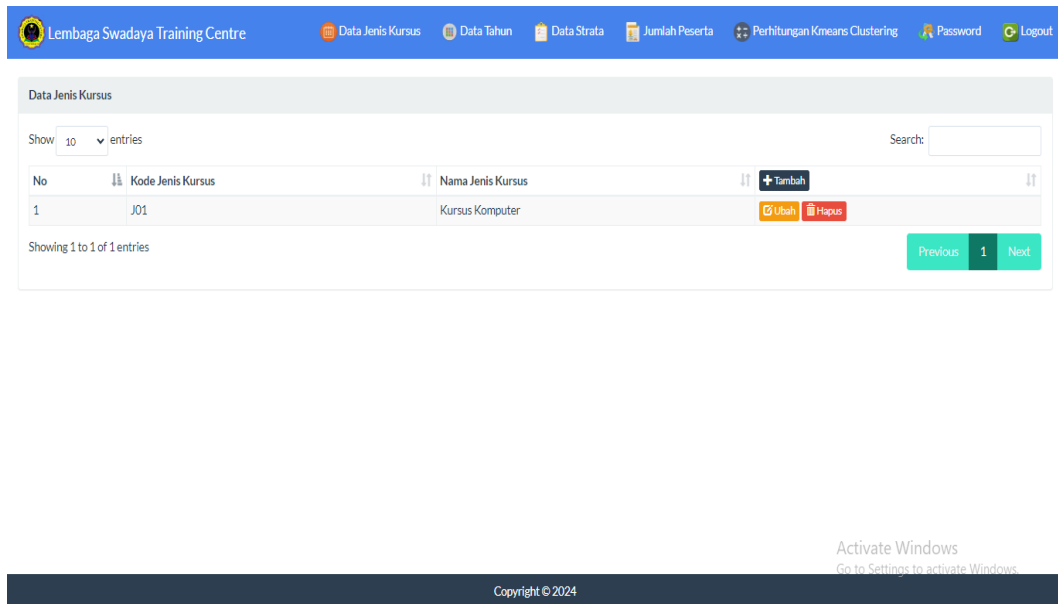 Lembaga Swadaya Training Centre Data Jenis Kursus Data Tahun Data Strata Jumlah Peserta Perhitungan Kmeans Clustering Password Logout
Data Jenis Kursus
Show 10 entries Search:
No Kode Jenis Kursus Nama Jenis Kursus Tambah
1 J01 Kursus Komputer Ubah Hapus
Showing 1 to 1 of 1 entries Previous 1 Next
Activate Windows
Go to Settings to activate Windows.
Copyright © 2024